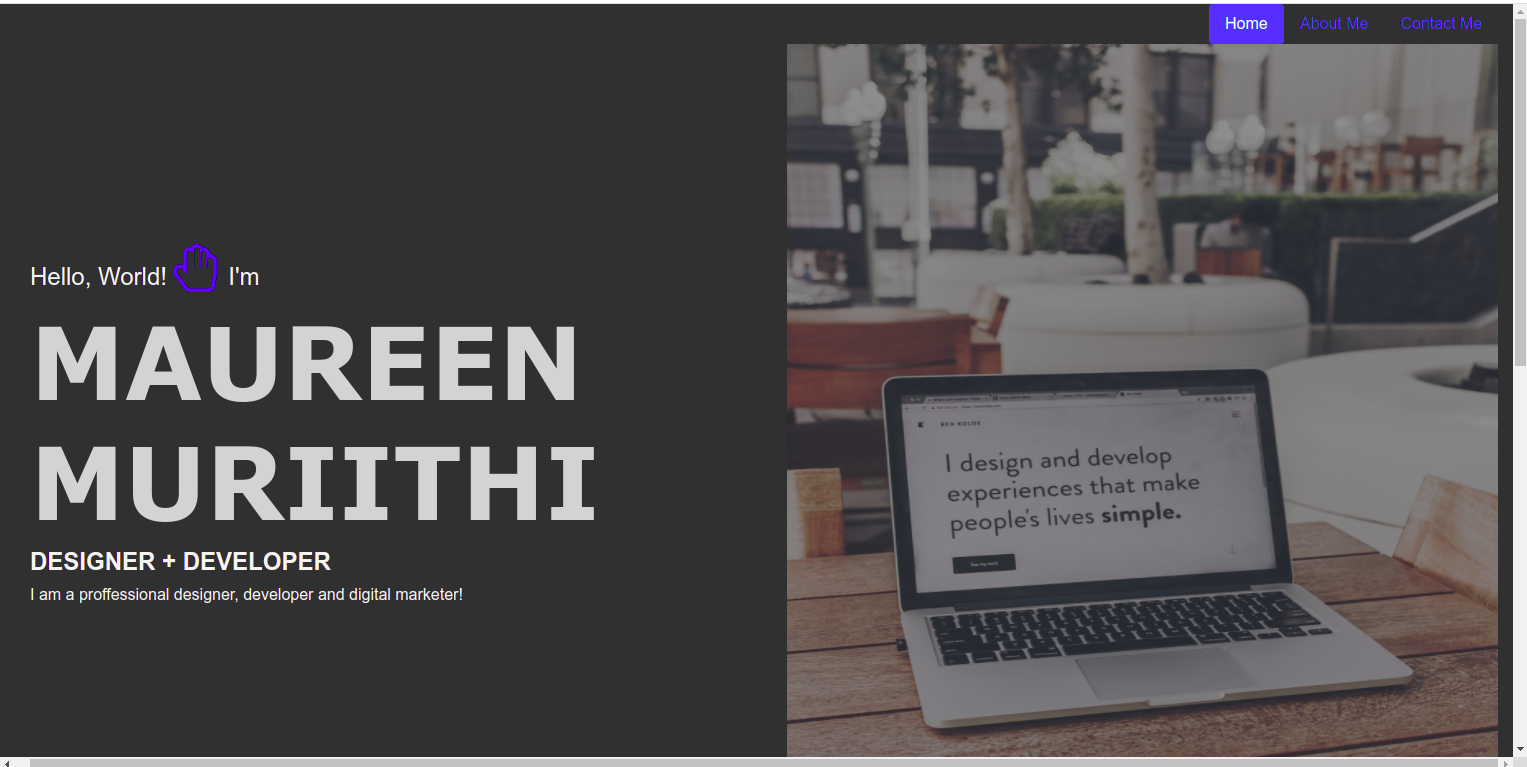 Home About Me Contact Me
Hello, World! I'm
MAUREEN
MURIITHI
DESIGNER + DEVELOPER
I am a proffessional designer, developer and digital marketer!
BEN KOLDE
I design and develop
experiences that make
people's lives simple.
See my work